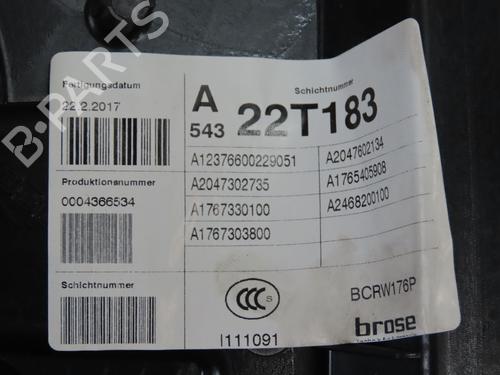 Fertigungsdatum
22.2.2017
Produktionsnummer
0004366534
Schichtnummer
A
543
Schichtnummer
22T183
A12376600229051
A2047302735
A1767330100
A1767303800
A2047602134
A1765405908
A2468200100
CCC S
I111091
BCRW176P
brose
B-PARTS